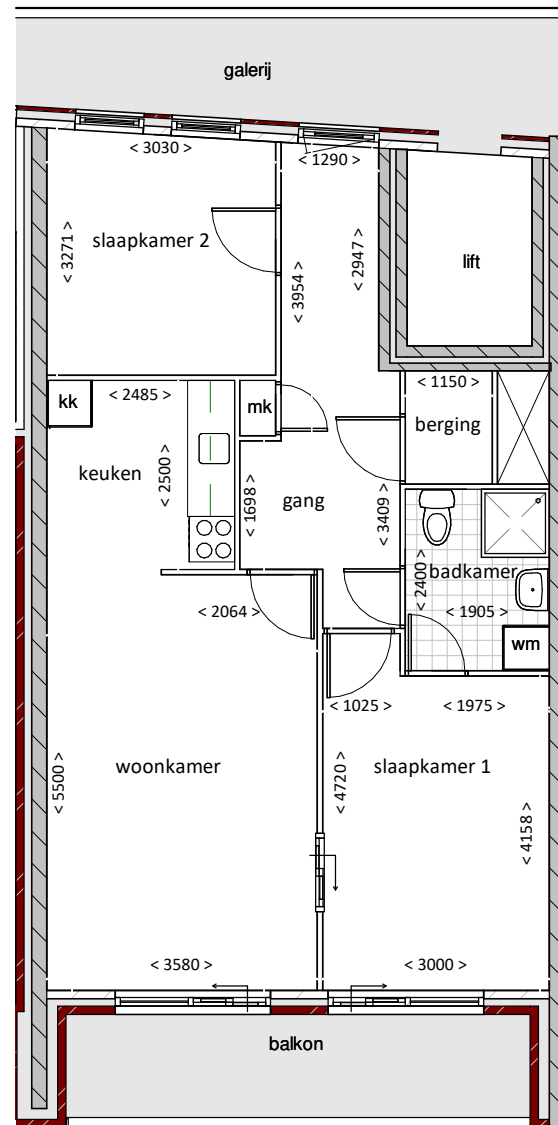 galerij
< 3030 >
< 1290 >
slaapkamer 2
< 3271 >
< 3954 >
< 2947 >
lift
kk
< 2485 >
mk
< 1150 >
berging
keuken
< 2500 >
< 1698 >
gang
< 3409 >
badkamer
< 2400 >
< 1905 >
< 2064 >
wm
< 1025 >
< 1975 >
woonkamer
slaapkamer 1
< 5500 >
< 4720 >
< 4158 >
< 3580 >
< 3000 >
balkon